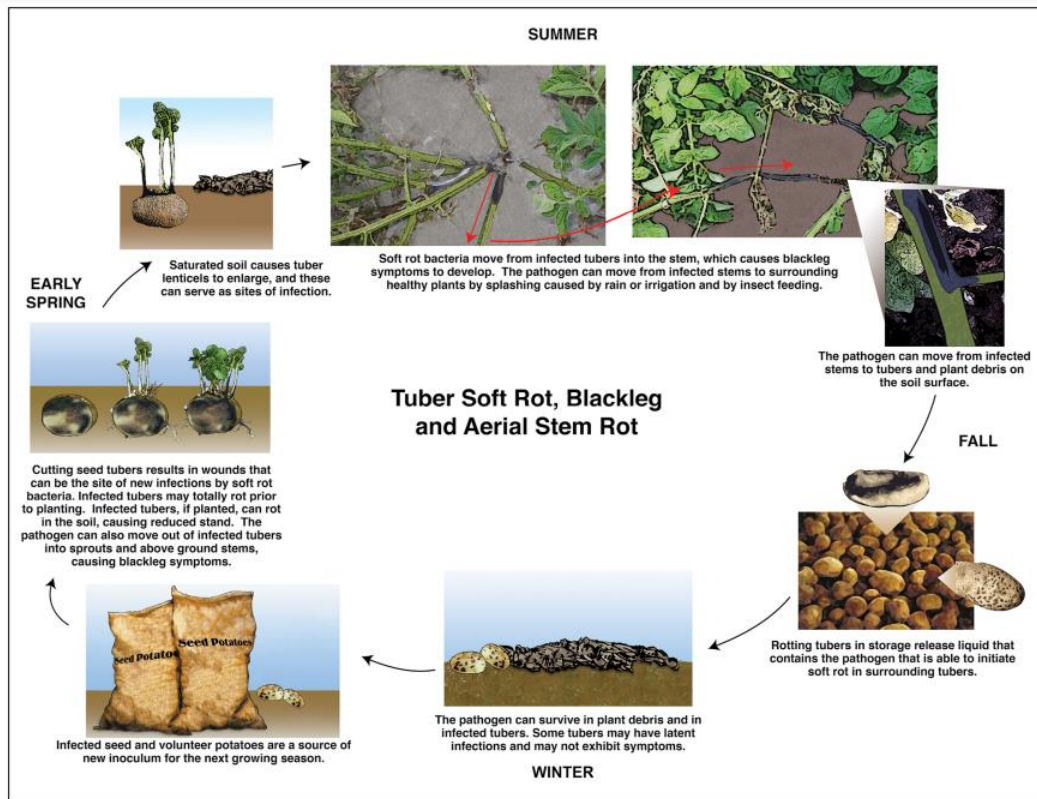 SUMMER
Soft rot bacteria move from infected tubers into the stem, which causes blackleg
symptoms to develop.  The pathogen can move from infected stems to surrounding
healthy plants by splashing caused by rain or irrigation and by insect feeding.
The pathogen can move from infected
stems to tubers and plant debris on
the soil surface.
FALL
Rotting tubers in storage release liquid that
contains the pathogen that is able to initiate
soft rot in surrounding tubers.
The pathogen can survive in plant debris and in
infected tubers. Some tubers may have latent
infections and may not exhibit symptoms.
WINTER
Seed Potatoes
Seed Potatoes
Infected seed and volunteer potatoes are a source of
new inoculum for the next growing season.
EARLY
SPRING
Cutting seed tubers results in wounds that
can be the site of new infections by soft rot
bacteria. Infected tubers may totally rot prior
to planting.  Infected tubers, if planted, can rot
in the soil, causing reduced stand.  The
pathogen can also move out of infected tubers
into sprouts and above ground stems,
causing blackleg symptoms.
Saturated soil causes tuber
lenticels to enlarge, and these
can serve as sites of infection.
Tuber Soft Rot, Blackleg
and Aerial Stem Rot